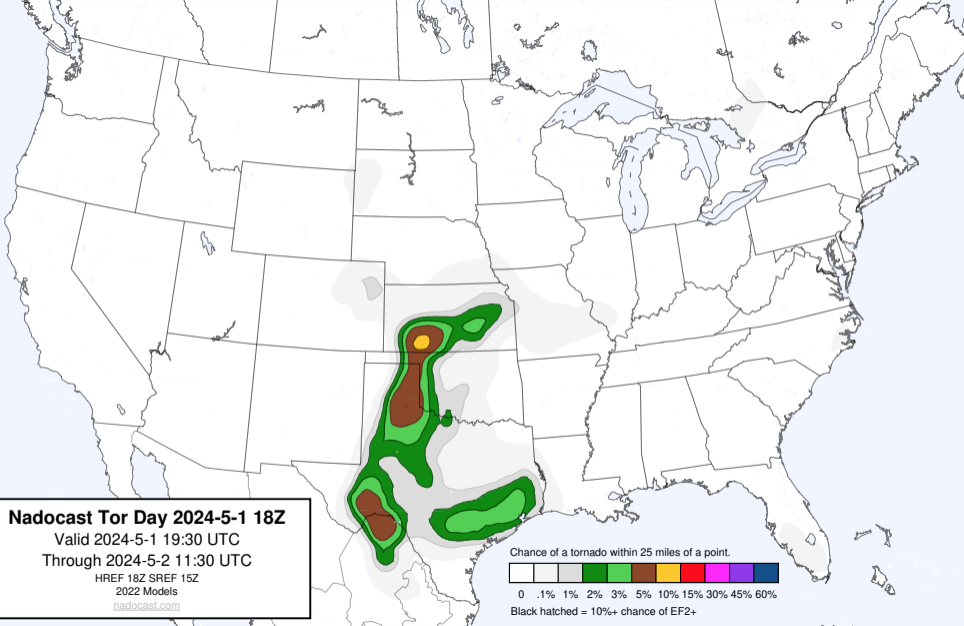 Nadocast Tor Day 2024-5-1 18Z
Valid 2024-5-1 19:30 UTC
Through 2024-5-2 11:30 UTC
HREF 18Z SREF 15Z
2022 Models
nadocast.com
Chance of a tornado within 25 miles of a point.
0 .1% 1% 2% 3% 5% 10% 15% 30% 45% 60%
Black hatched = 10%+ chance of EF2+